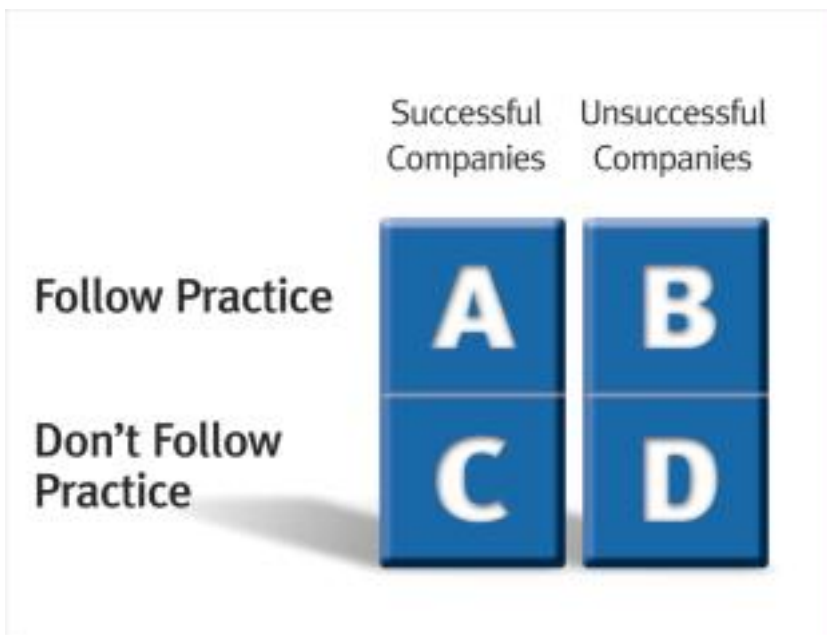 Successful Unsuccessful
Companies Companies
Follow Practice
A B
Don't Follow
Practice
C D